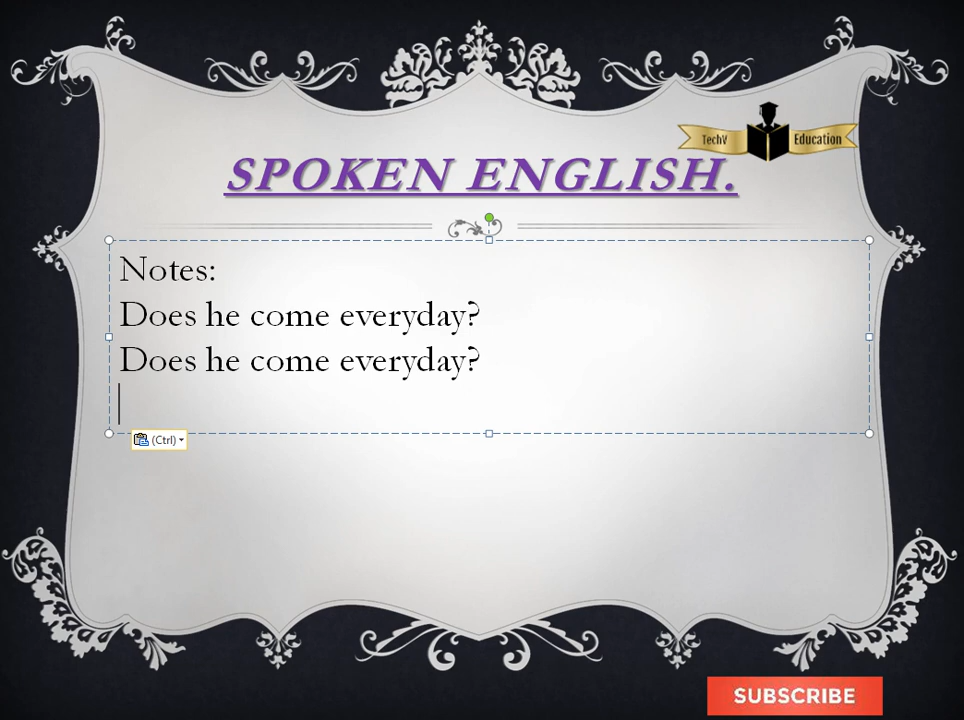 TechV Education
SPOKEN ENGLISH.
Notes:
Does he come everyday?
Does he come everyday?
(Ctrl)
SUBSCRIBE